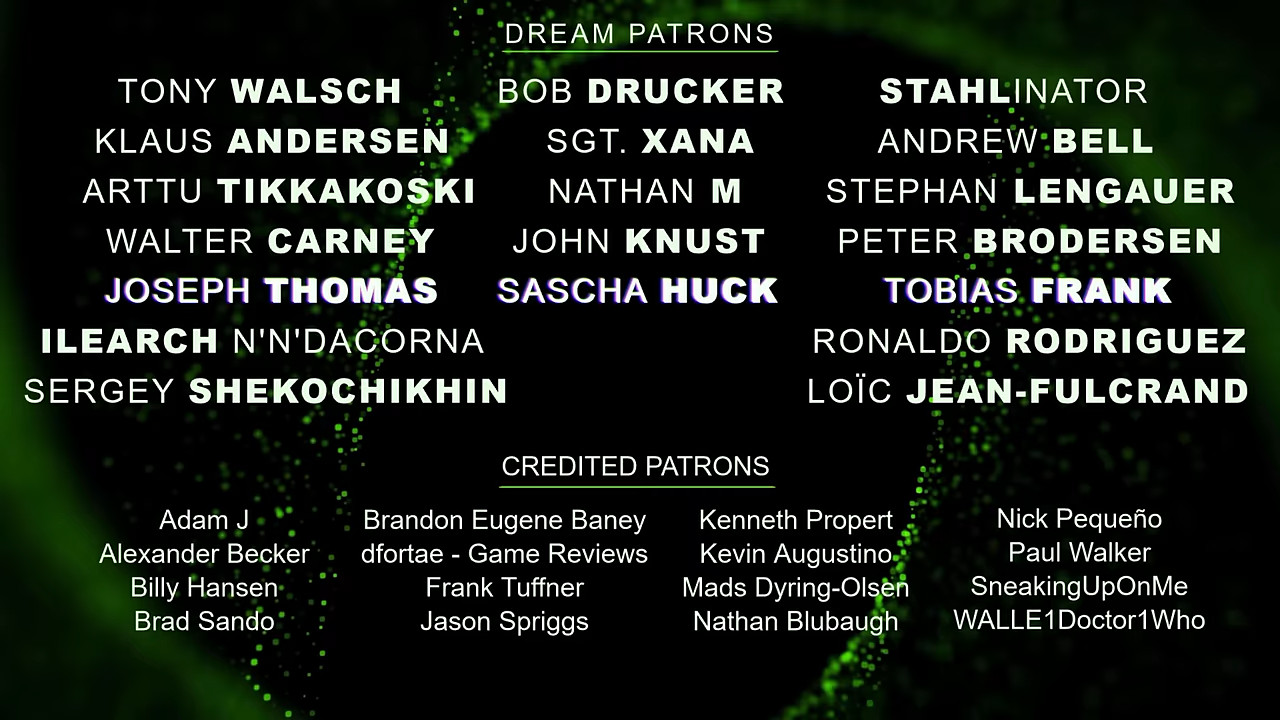 DREAM PATRONS
TONY WALSCH
KLAUS ANDERSEN
ARTTU TIKKAKOSKI
WALTER CARNEY
JOSEPH THOMAS
ILEARCH N'N'DACORNA
SERGEY SHEKOCHIKHIN
BOB DRUCKER
SGT. XANA
NATHAN M
JOHN KNUST
SASCHA HUCK
STAHLINATOR
ANDREW BELL
STEPHAN LENGAUER
PETER BRODERSEN
TOBIAS FRANK
RONALDO RODRIGUEZ
LOÏC JEAN-FULCRAND
CREDITED PATRONS
Adam J
Alexander Becker
Billy Hansen
Brad Sando
Brandon Eugene Baney
dfortae - Game Reviews
Frank Tuffner
Jason Spriggs
Kenneth Propert
Kevin Augustino
Mads Dyring-Olsen
Nathan Blubaugh
Nick Pequeño
Paul Walker
SneakingUpOnMe
WALLE1Doctor1Who